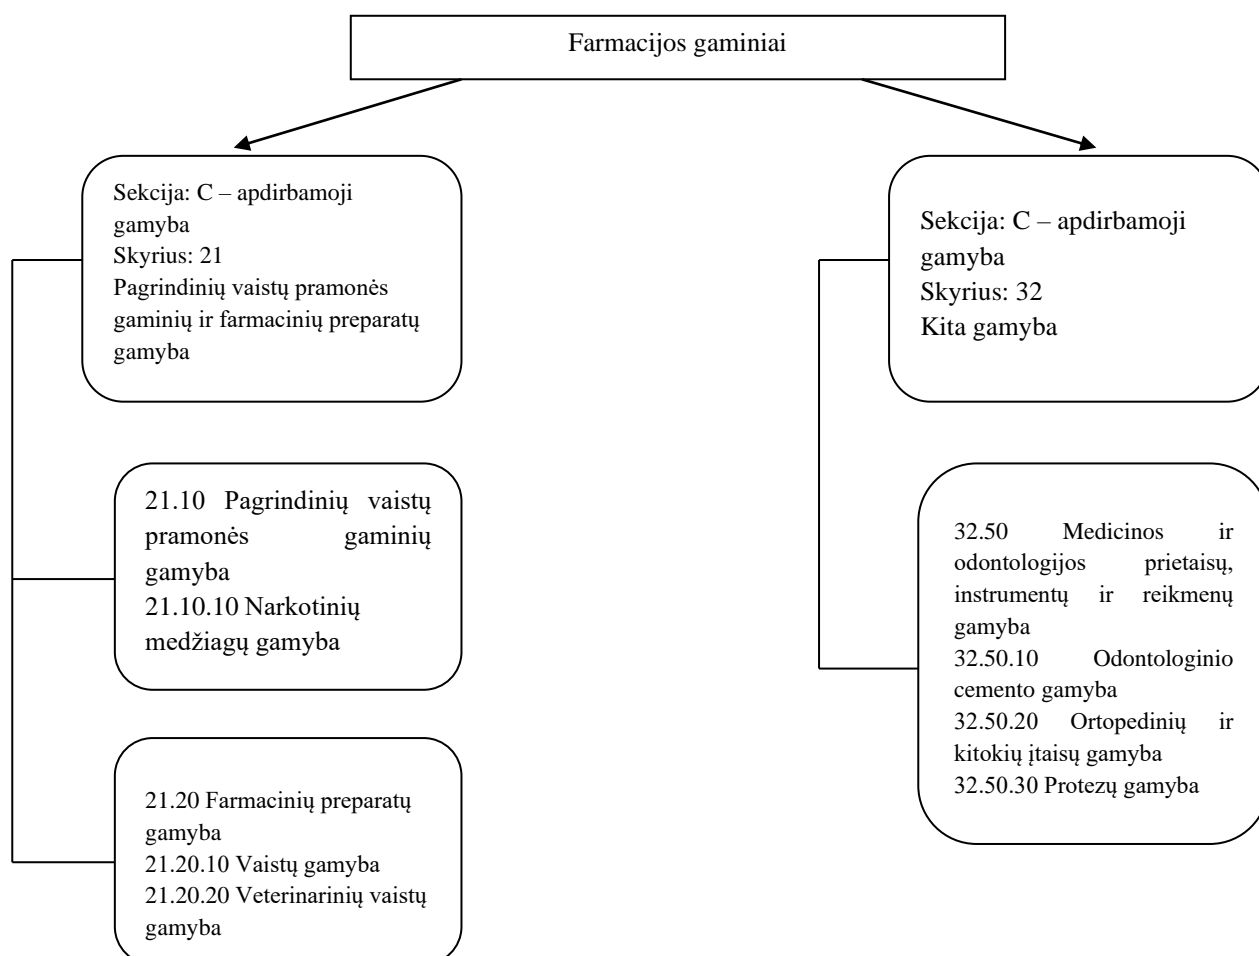 Farmacijos gaminiai
Sekcija: C – apdirbamoji
gamyba
Skyrius: 21
Pagrindinių vaistų pramonės
gaminių ir farmacinių preparatų
gamyba
21.10 Pagrindinių vaistų
pramonės gaminių
gamyba
21.10.10 Narkotinių
medžiagų gamyba
21.20 Farmacinių preparatų
gamyba
21.20.10 Vaistų gamyba
21.20.20 Veterinarinių vaistų
gamyba
Sekcija: C – apdirbamoji
gamyba
Skyrius: 32
Kita gamyba
32.50 Medicinos ir
odontologijos prietaisų,
instrumentų ir reikmenų
gamyba
32.50.10 Odontologinio
cemento gamyba
32.50.20 Ortopedinių ir
kitokių įtaisų gamyba
32.50.30 Protezų gamyba